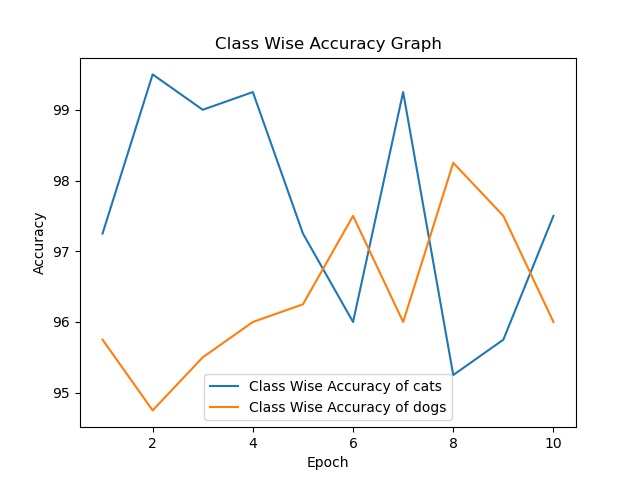 Class Wise Accuracy Graph
99
98
97
96
95
Accuracy
Class Wise Accuracy of cats
Class Wise Accuracy of dogs
2 4 6 8 10
Epoch